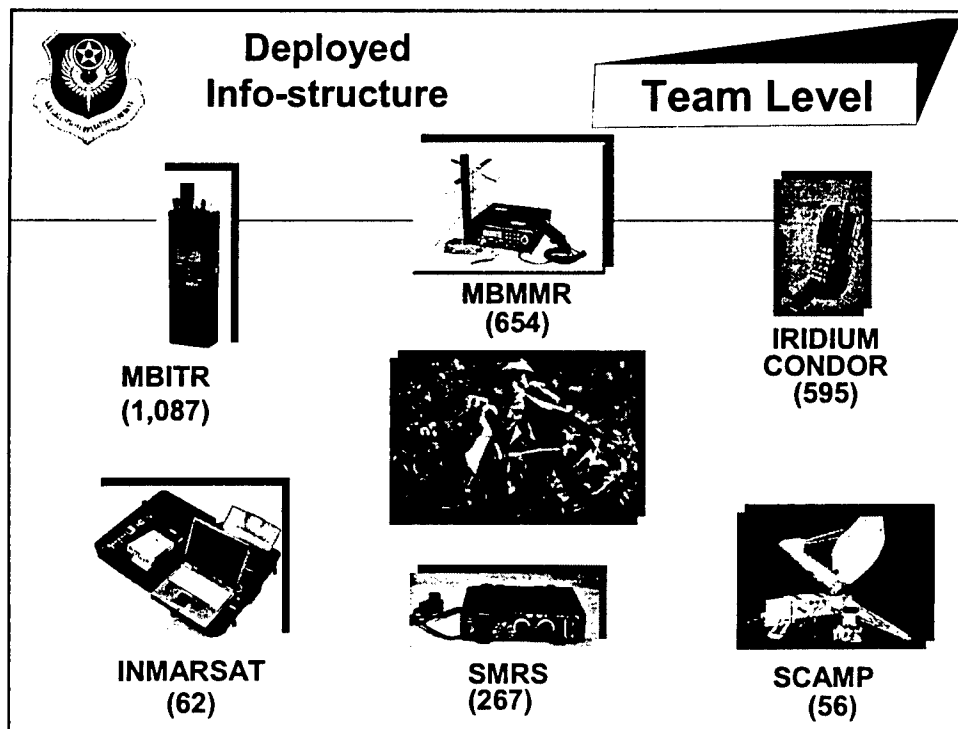 Deployed
Info-structure
Team Level
MBITR
(1,087)
MBMMR
(654)
IRIDIUM
CONDOR
(595)
INMARSAT
(62)
SMRS
(267)
SCAMP
(56)